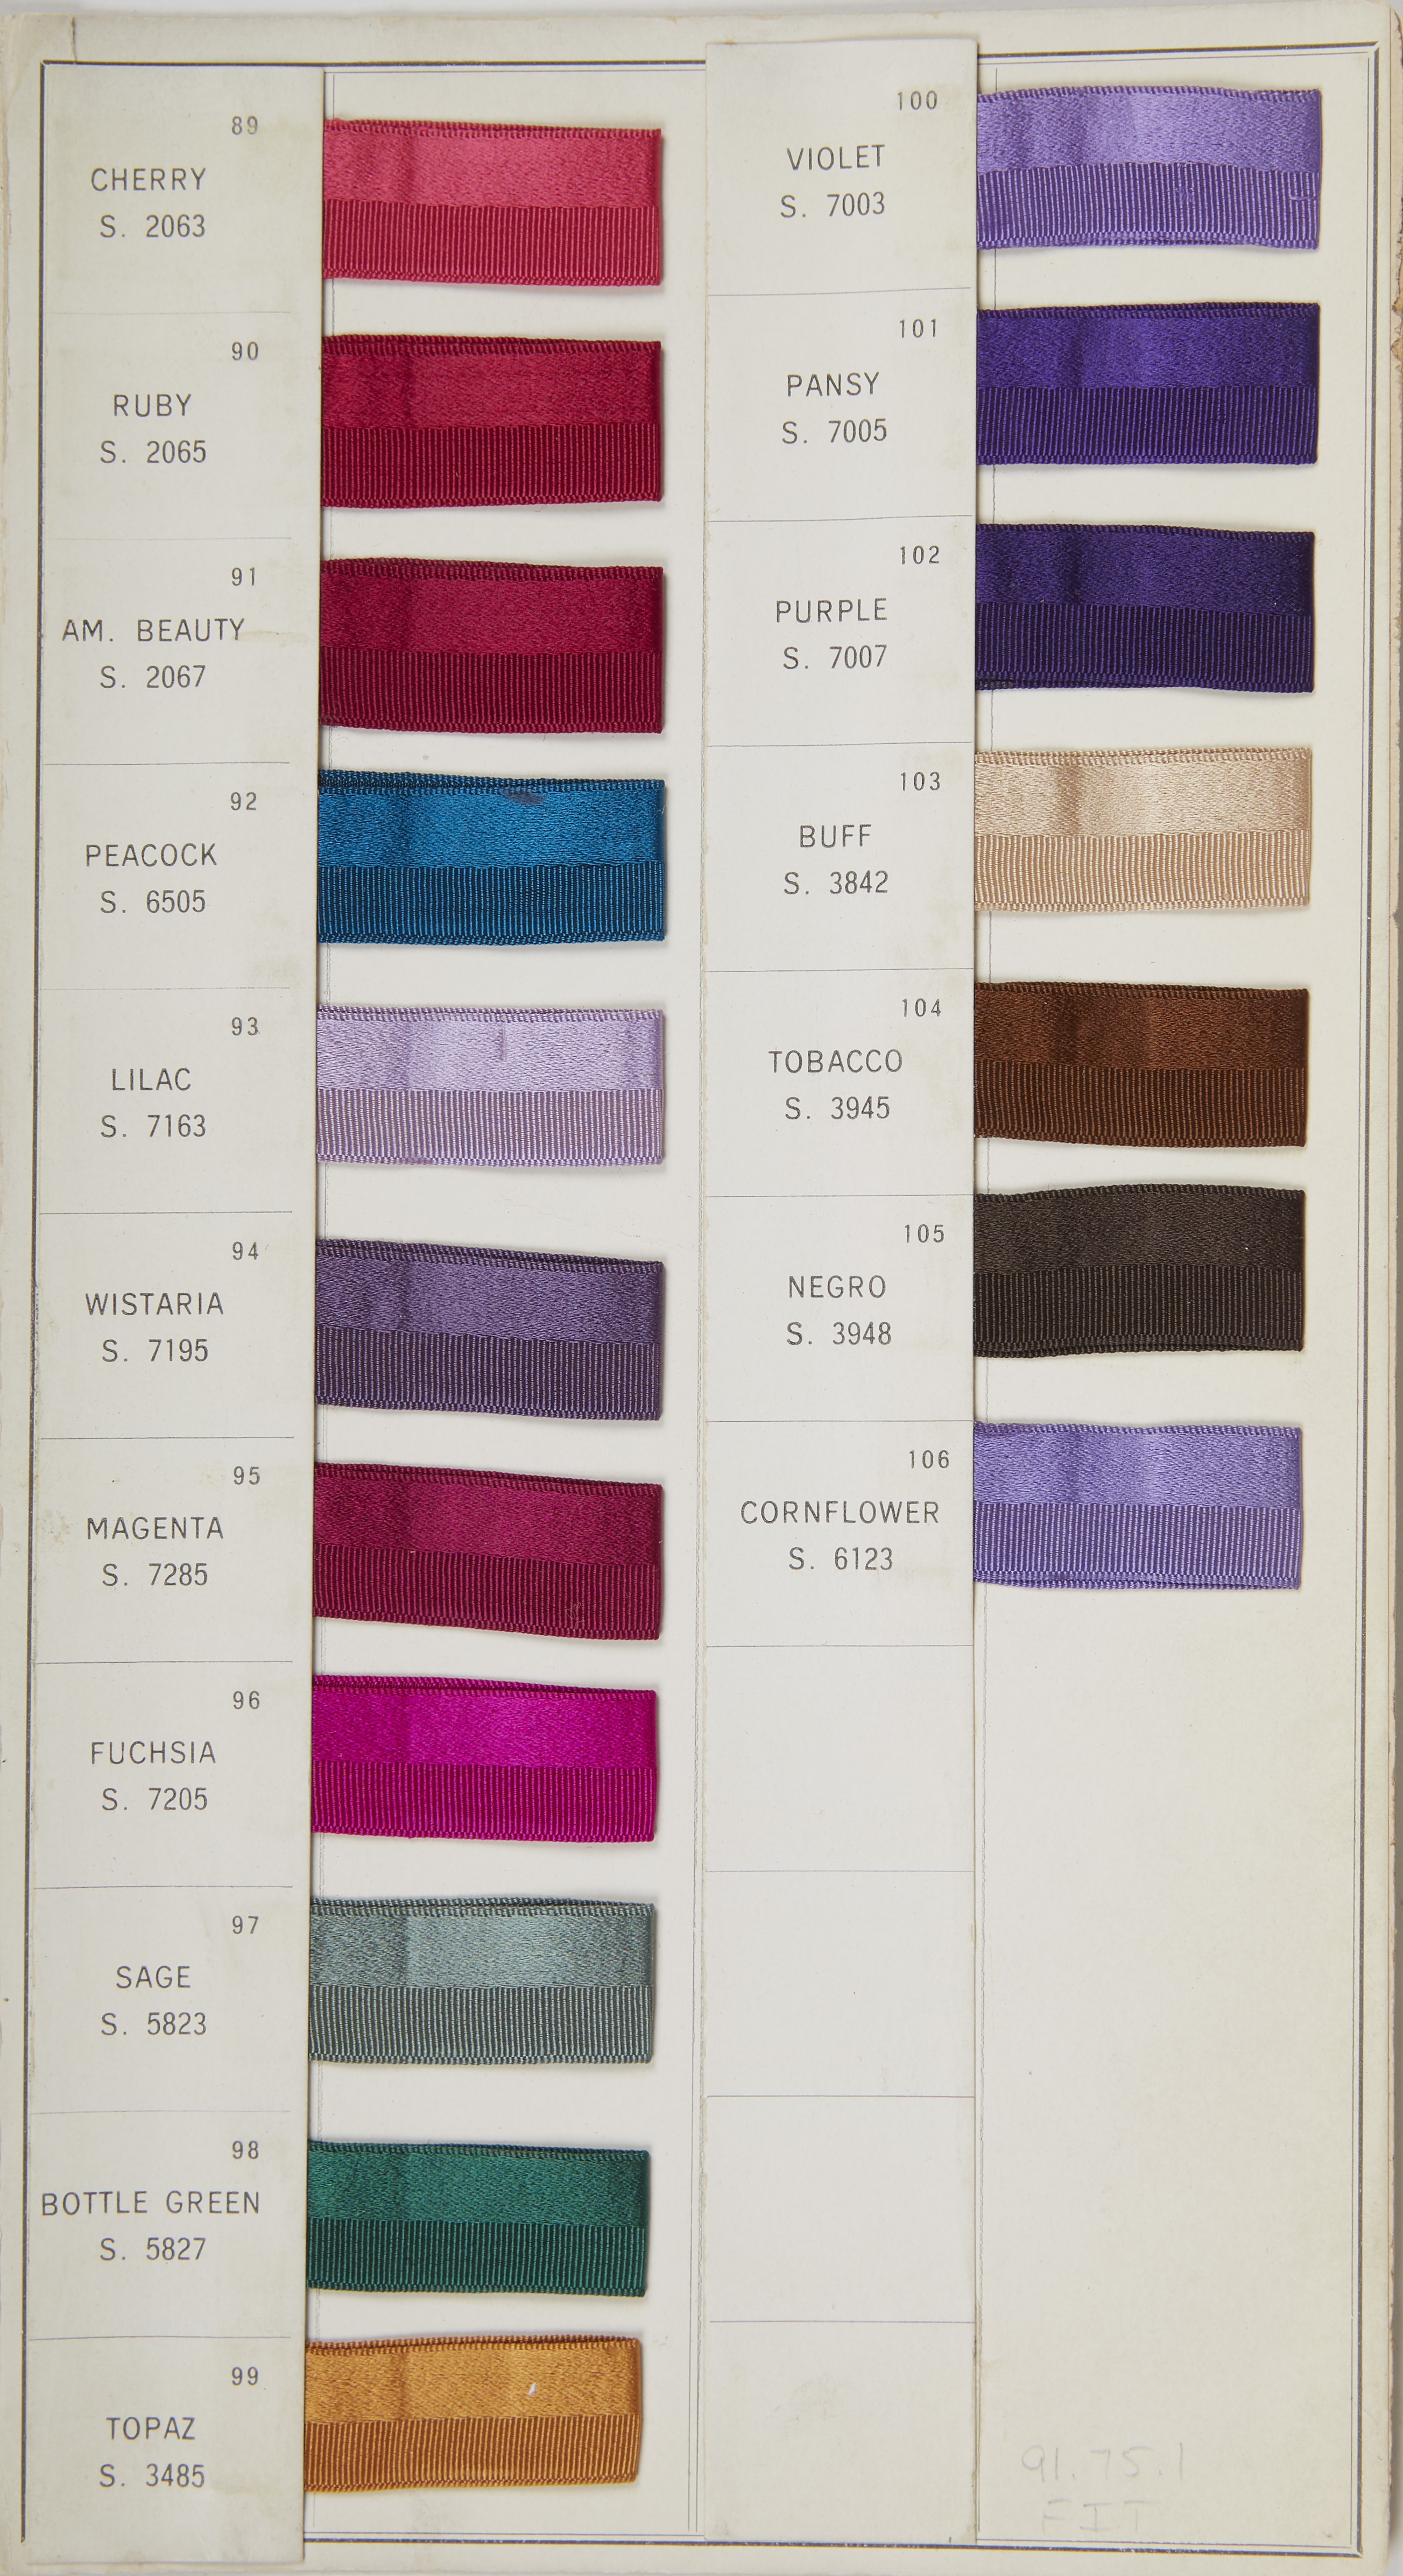 89
CHERRY
S. 2063
90
RUBY
S. 2065
91
AM. BEAUTY
S. 2067
92
PEACOCK
S. 6505
93
LILAC
S. 7163
94
WISTARIA
S. 7195
95
MAGENTA
S. 7285
96
FUCHSIA
S. 7205
97
SAGE
S. 5823
98
BOTTLE GREEN
S. 5827
99
TOPAZ
S. 3485
100
VIOLET
S. 7003
101
PANSY
S. 7005
102
PURPLE
S. 7007
103
BUFF
S. 3842
104
TOBACCO
S. 3945
105
NEGRO
S. 3948
106
CORNFLOWER
S. 6123
91.75.1
FIT